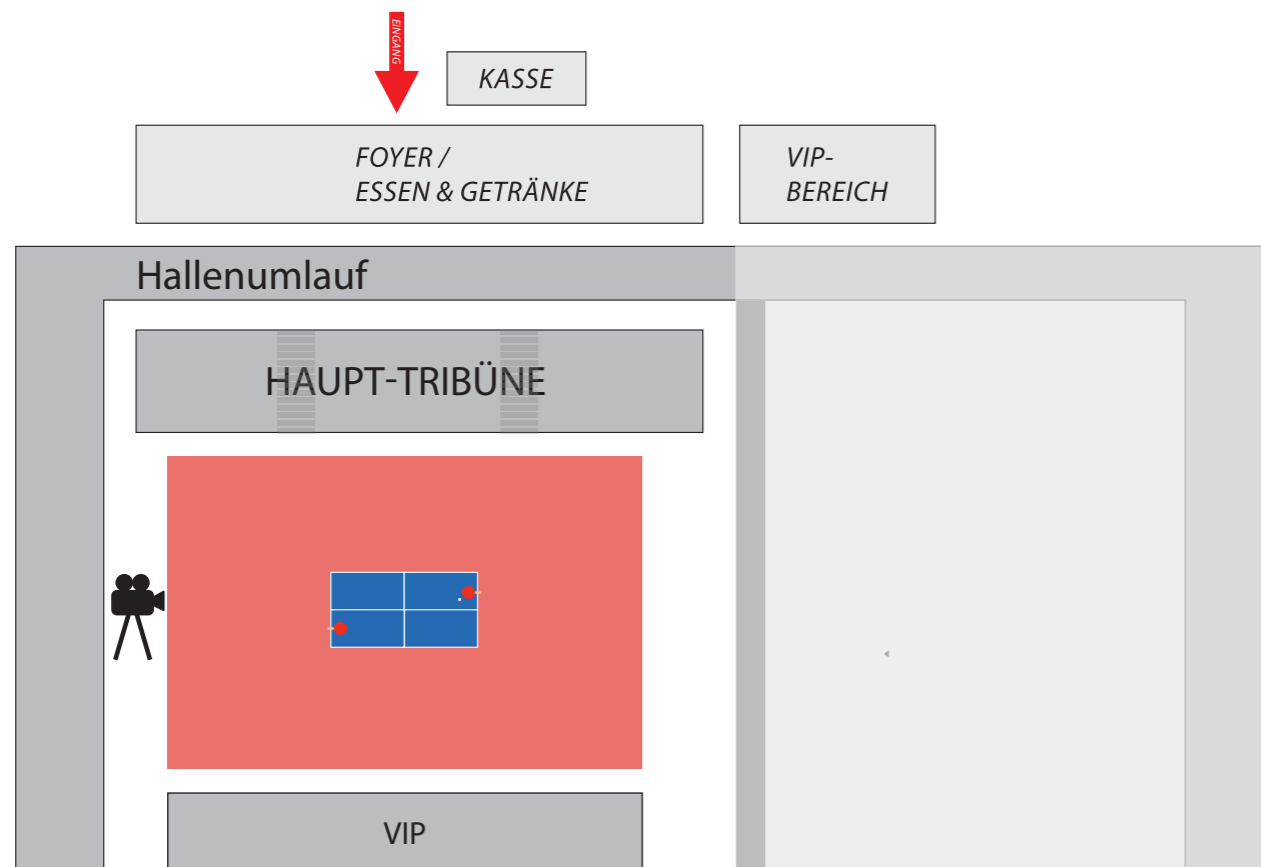 EINGANG
KASSE
FOYER /
ESSEN & GETRÄNKE
VIP-
BEREICH
Hallenumlauf
HAUPT-TRIBÜNE
VIP